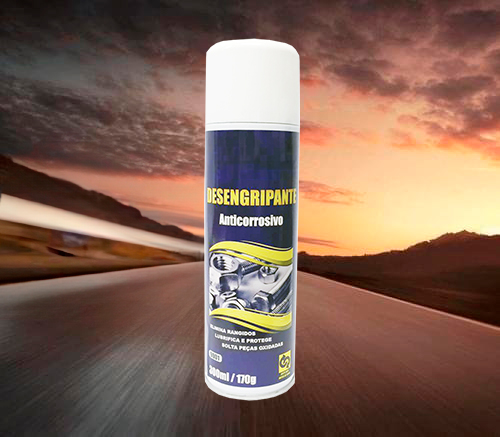 DESENGRIPANTE
Anticorrosivo
ELIMINA RANGIDOS
LUBRIFICA E PROTEGE
SOLTA PEÇAS OXIDADAS
300ml / 170g